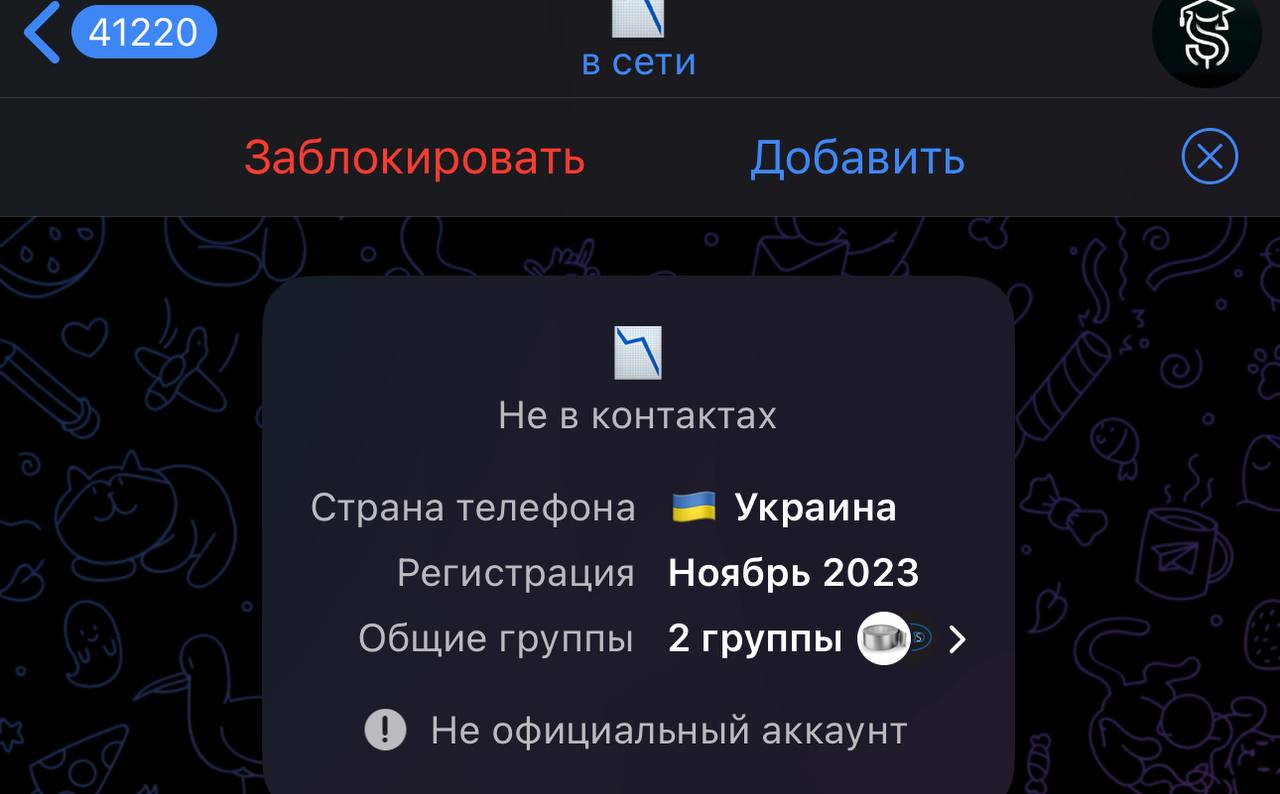 41220
в сети
Заблокировать Добавить
Не в контактах
Страна телефона 🇺🇦 Украина
Регистрация Ноябрь 2023
Общие группы 2 группы
Не официальный аккаунт